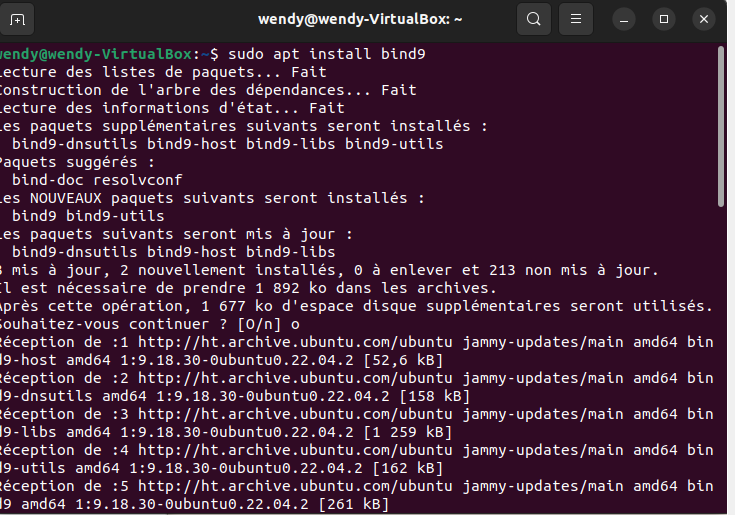 wendy@wendy-VirtualBox: ~
wendy@wendy-VirtualBox:~$ sudo apt install bind9
Lecture des listes de paquets... Fait
Construction de l'arbre des dépendances... Fait
Lecture des informations d'état... Fait
Les paquets supplémentaires suivants seront installés :
  bind9-dnsutils bind9-host bind9-libs bind9-utils
Paquets suggérés :
  bind-doc resolvconf
Les NOUVEAUX paquets suivants seront installés :
  bind9 bind9-utils
Les paquets suivants seront mis à jour :
  bind9-dnsutils bind9-host bind9-libs
3 mis à jour, 2 nouvellement installés, 0 à enlever et 213 non mis à jour.
Il est nécessaire de prendre 1 892 ko dans les archives.
Après cette opération, 1 677 ko d'espace disque supplémentaires seront utilisés.
Souhaitez-vous continuer ? [O/n] o
Réception de :1 http://ht.archive.ubuntu.com/ubuntu jammy-updates/main amd64 bin
d9-host amd64 1:9.18.30-0ubuntu0.22.04.2 [52,6 kB]
Réception de :2 http://ht.archive.ubuntu.com/ubuntu jammy-updates/main amd64 bin
d9-dnsutils amd64 1:9.18.30-0ubuntu0.22.04.2 [158 kB]
Réception de :3 http://ht.archive.ubuntu.com/ubuntu jammy-updates/main amd64 bin
d9-libs amd64 1:9.18.30-0ubuntu0.22.04.2 [1 259 kB]
Réception de :4 http://ht.archive.ubuntu.com/ubuntu jammy-updates/main amd64 bin
d9-utils amd64 1:9.18.30-0ubuntu0.22.04.2 [162 kB]
Réception de :5 http://ht.archive.ubuntu.com/ubuntu jammy-updates/main amd64 bin
d9 amd64 1:9.18.30-0ubuntu0.22.04.2 [261 kB]